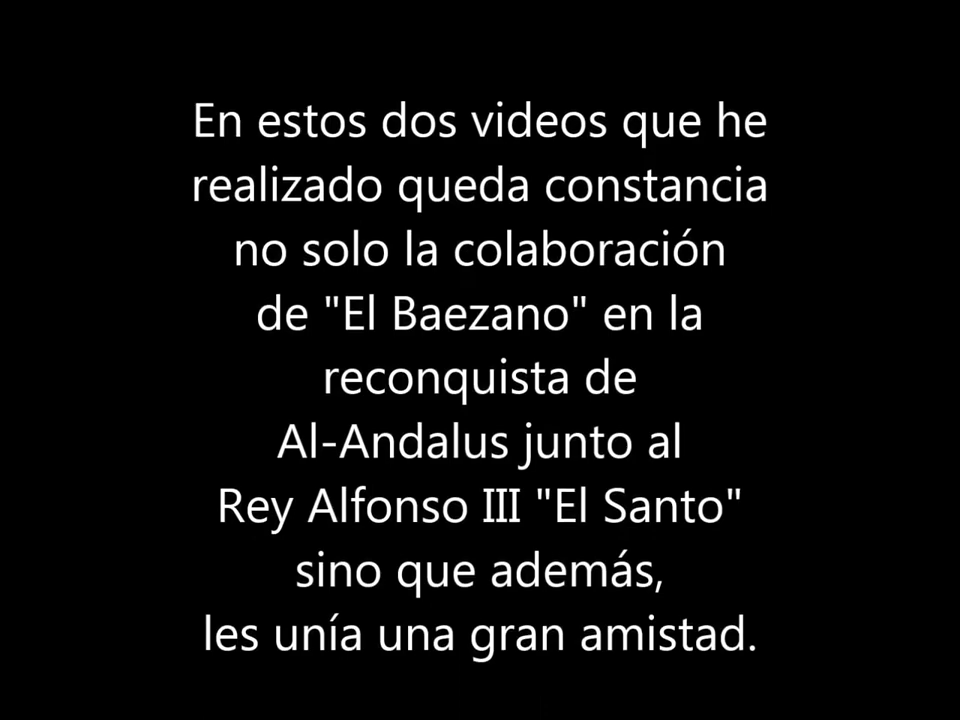 En estos dos videos que he
realizado queda constancia
no solo la colaboración
de "El Baezano" en la
reconquista de
Al-Andalus junto al
Rey Alfonso III "El Santo"
sino que además,
les unía una gran amistad.